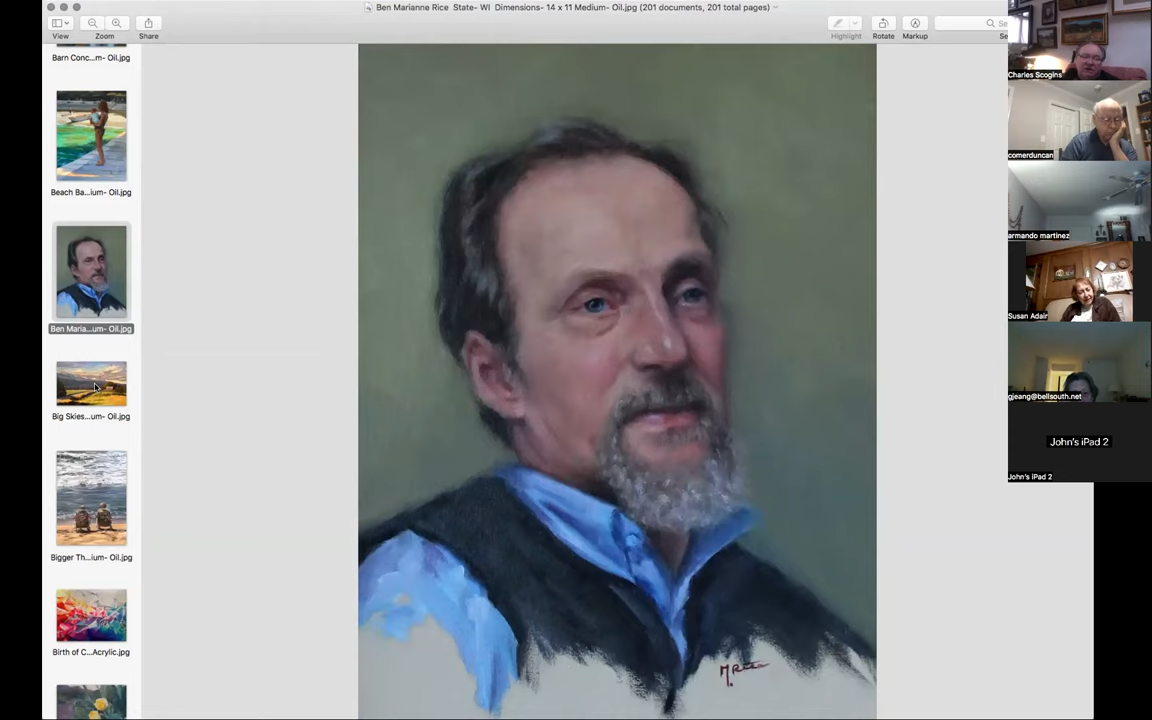 Ben Marianne Rice State- WI Dimensions- 14 x 11 Medium- Oil.jpg (201 documents, 201 total pages)
View
Zoom
Share
Highlight
Rotate
Markup
Barn Conc...m- Oil.jpg
Beach Ba...ium- Oil.jpg
Ben Maria...um- Oil.jpg
Big Skies...um- Oil.jpg
Bigger Th...ium- Oil.jpg
Birth of C...Acrylic.jpg
Charles Scogins
comerduncan
armando martinez
Susan Adair
gjeang@bellsouth.net
John's iPad 2
John's iPad 2